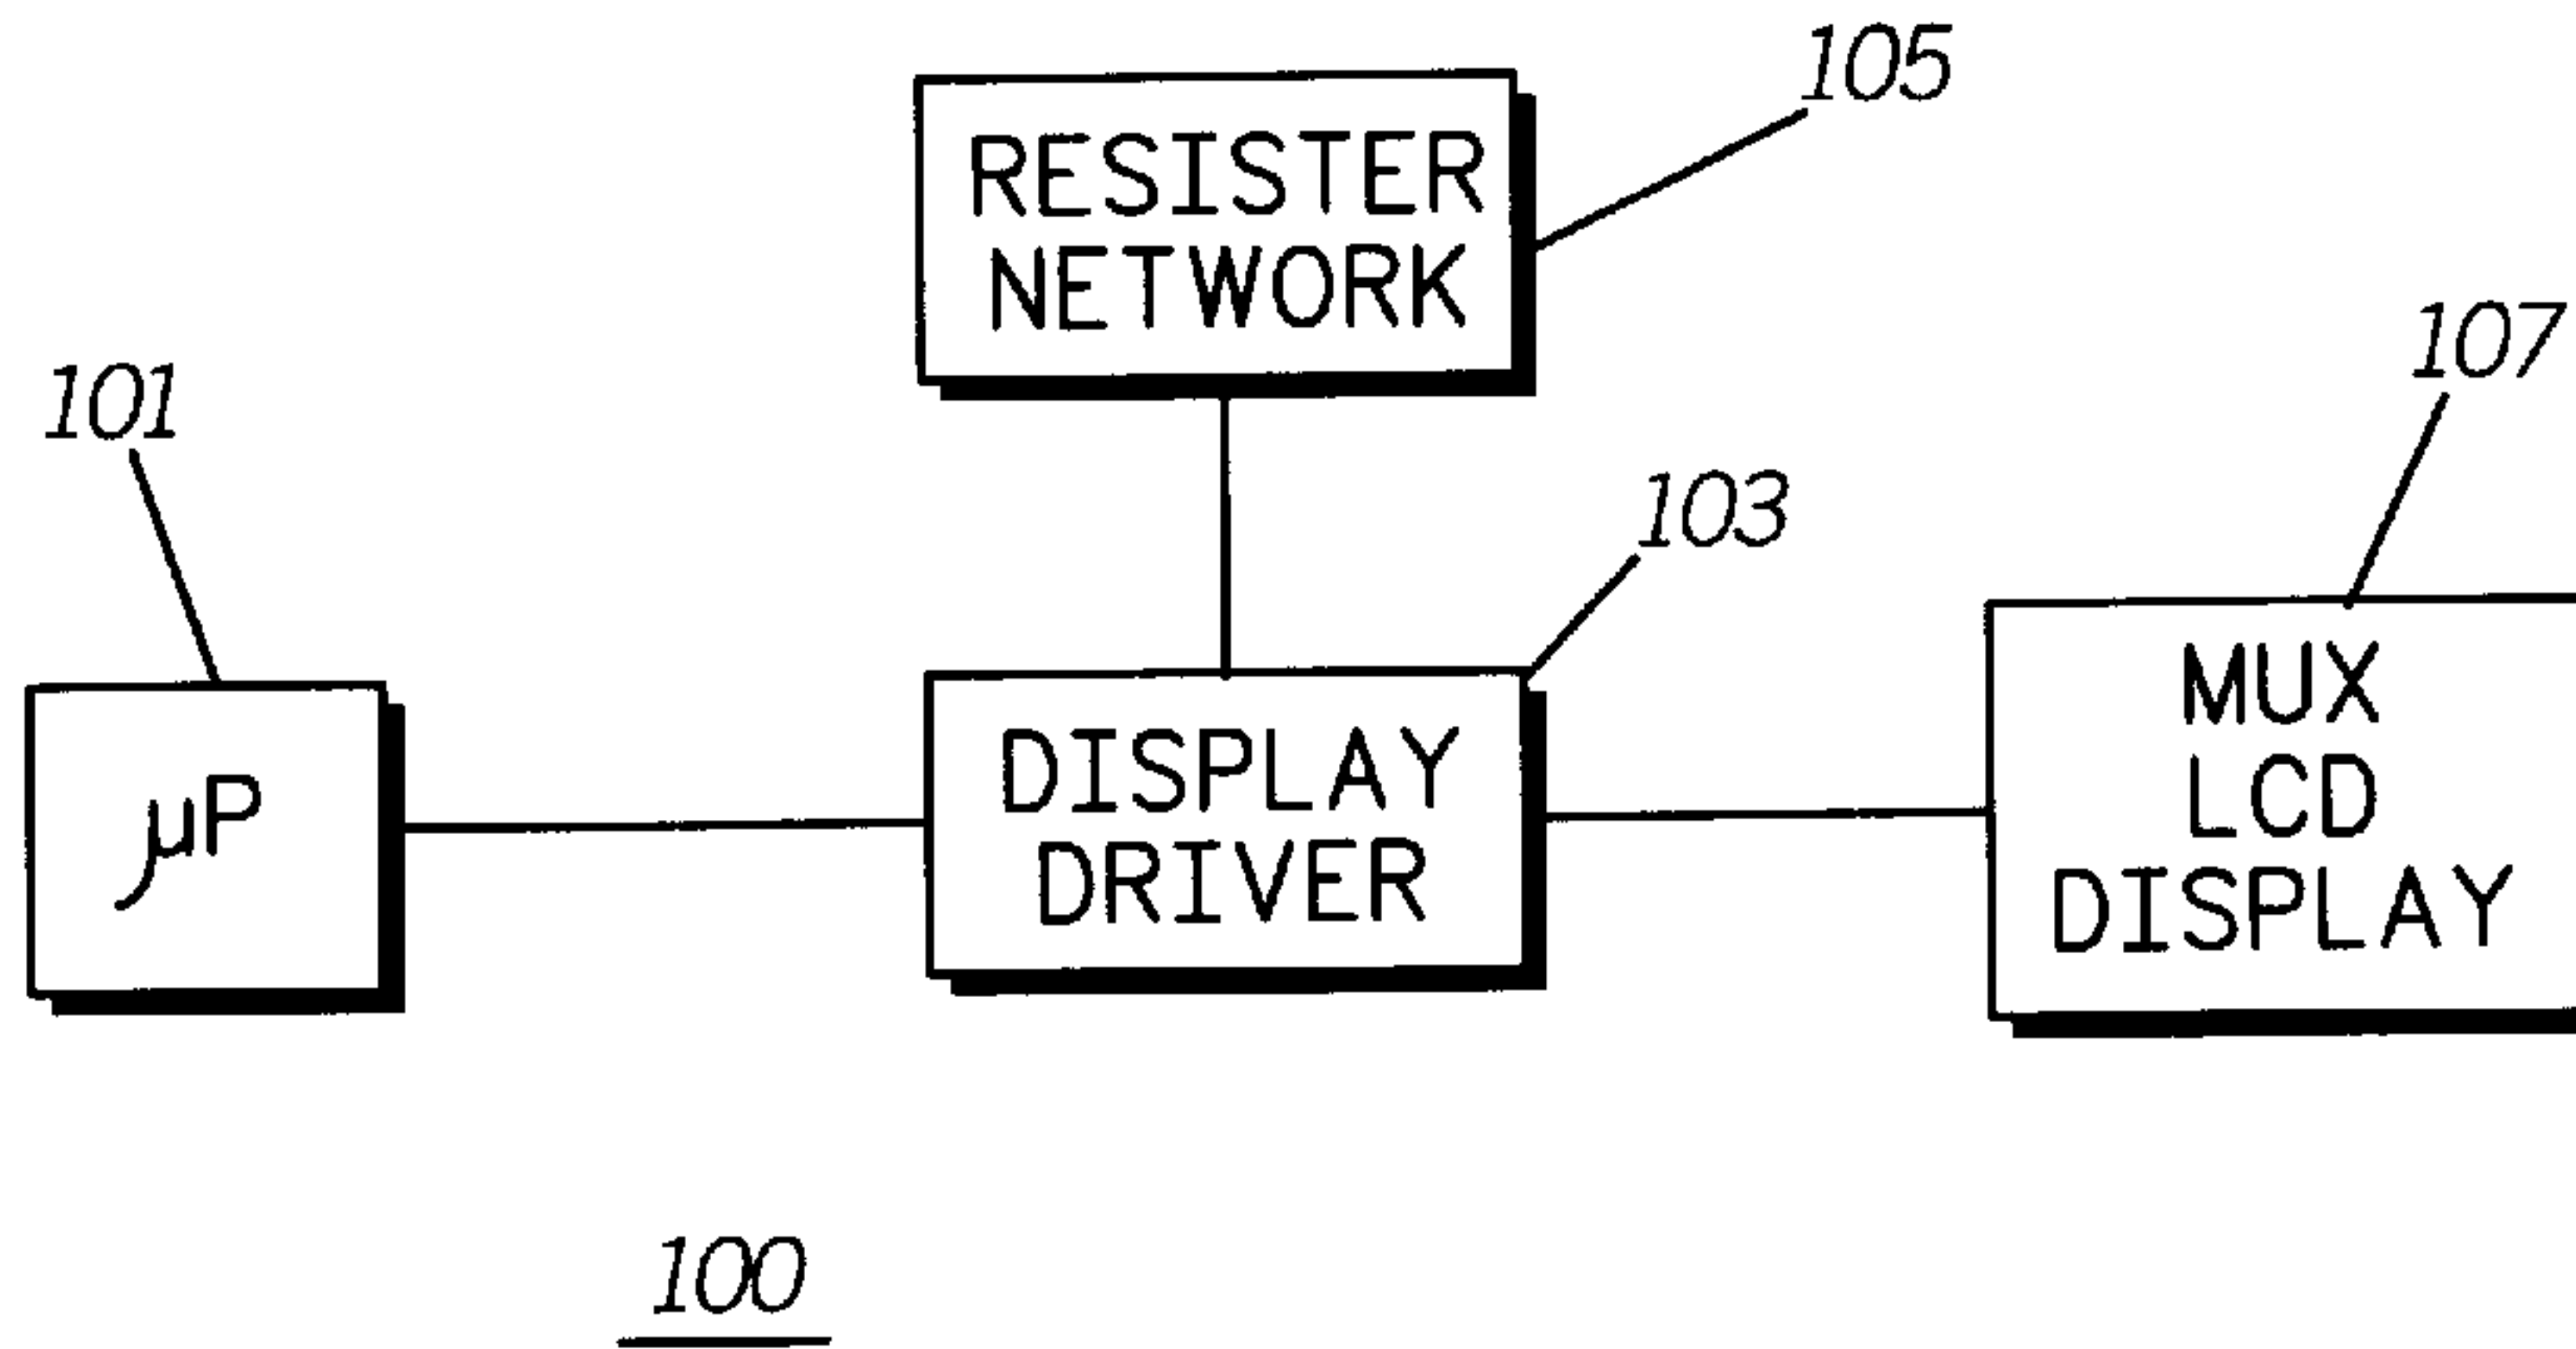 105
RESISTER
NETWORK
107
101
103
MUX
LCD
DISPLAY
DISPLAY
DRIVER
µP
100